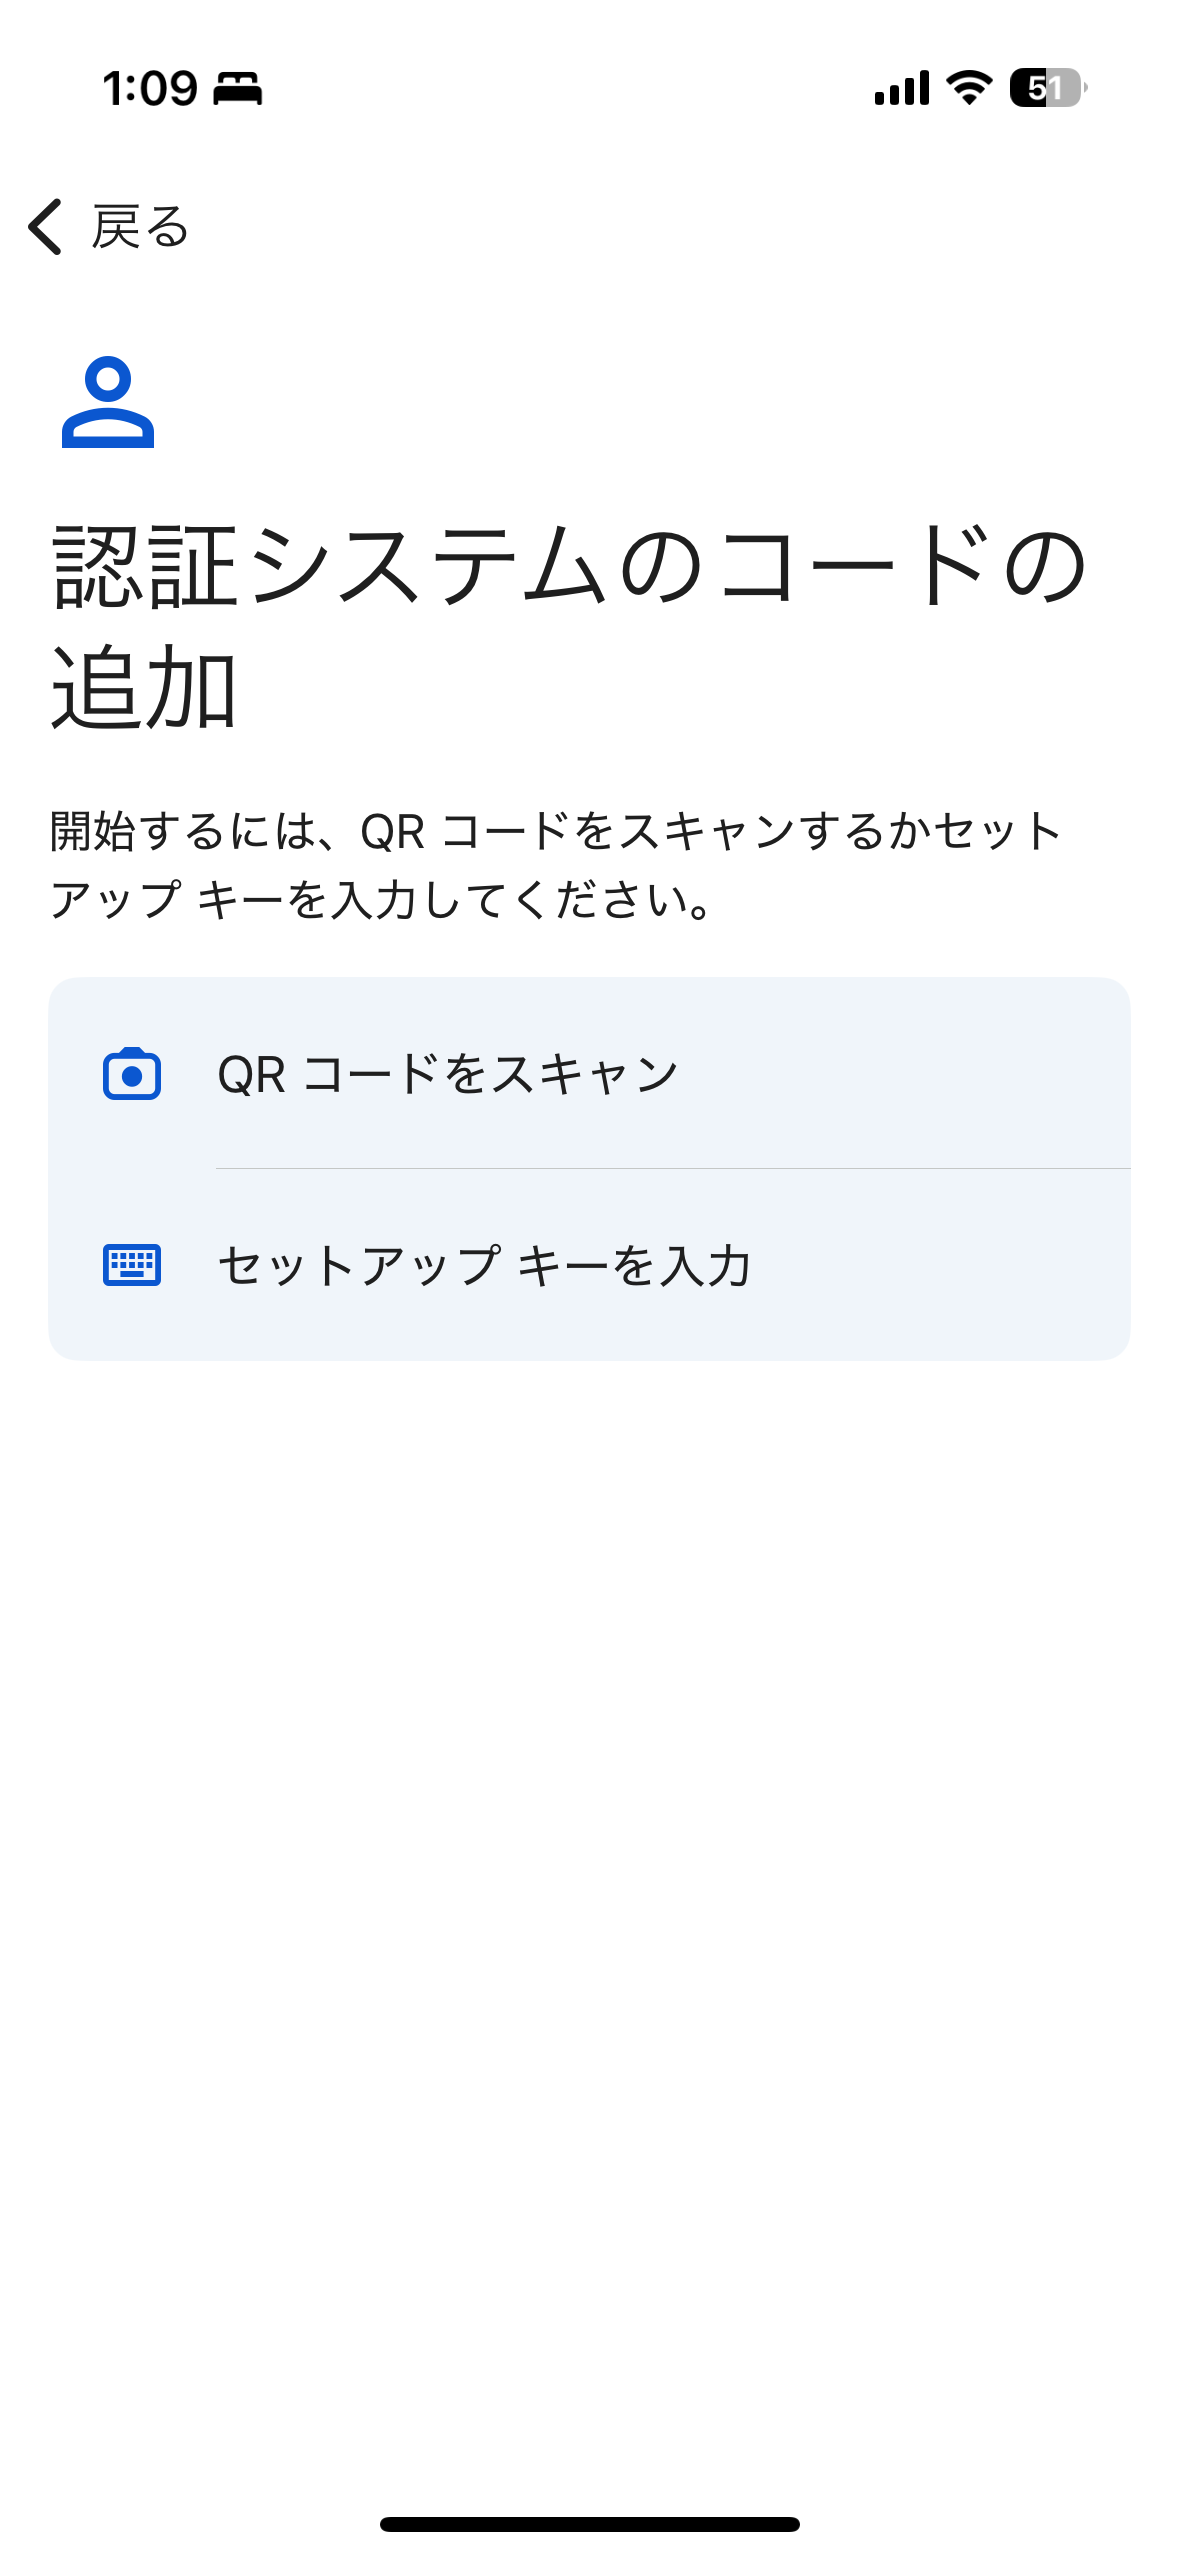 1:09
51
戻る
認証システムのコードの
追加
開始するには、QR コードをスキャンするかセット
アップ キーを入力してください。
QR コードをスキャン
セットアップ キーを入力